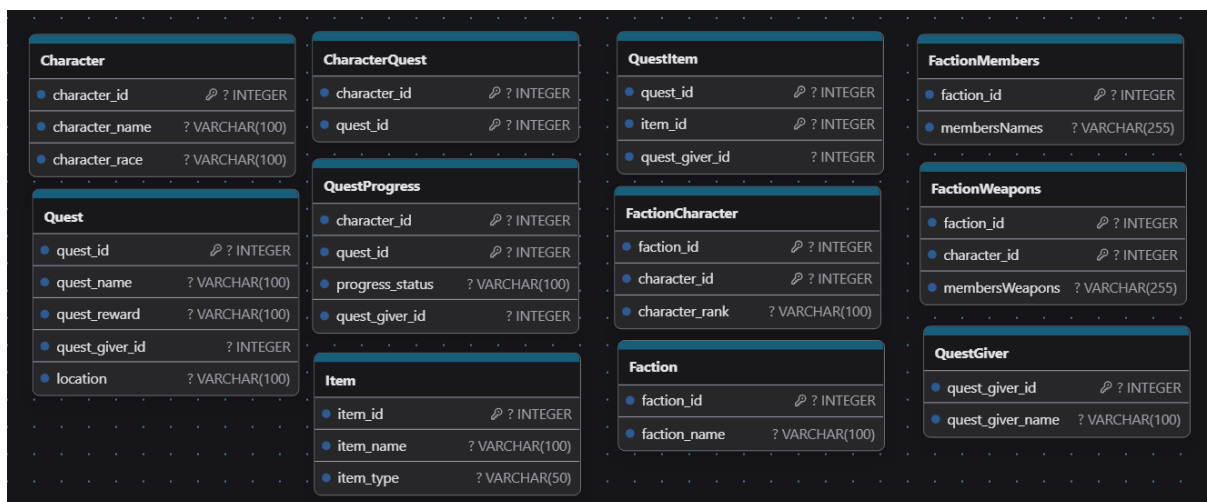 Character
character_id ? INTEGER
character_name ? VARCHAR(100)
character_race ? VARCHAR(100)
Quest
quest_id ? INTEGER
quest_name ? VARCHAR(100)
quest_reward ? VARCHAR(100)
quest_giver_id ? INTEGER
location ? VARCHAR(100)
CharacterQuest
character_id ? INTEGER
quest_id ? INTEGER
QuestProgress
character_id ? INTEGER
quest_id ? INTEGER
progress_status ? VARCHAR(100)
quest_giver_id ? INTEGER
Item
item_id ? INTEGER
item_name ? VARCHAR(100)
item_type ? VARCHAR(50)
QuestItem
quest_id ? INTEGER
item_id ? INTEGER
quest_giver_id ? INTEGER
FactionCharacter
faction_id ? INTEGER
character_id ? INTEGER
character_rank ? VARCHAR(100)
Faction
faction_id ? INTEGER
faction_name ? VARCHAR(100)
FactionMembers
faction_id ? INTEGER
membersNames ? VARCHAR(255)
FactionWeapons
faction_id ? INTEGER
character_id ? INTEGER
membersWeapons ? VARCHAR(255)
QuestGiver
quest_giver_id ? INTEGER
quest_giver_name ? VARCHAR(100)